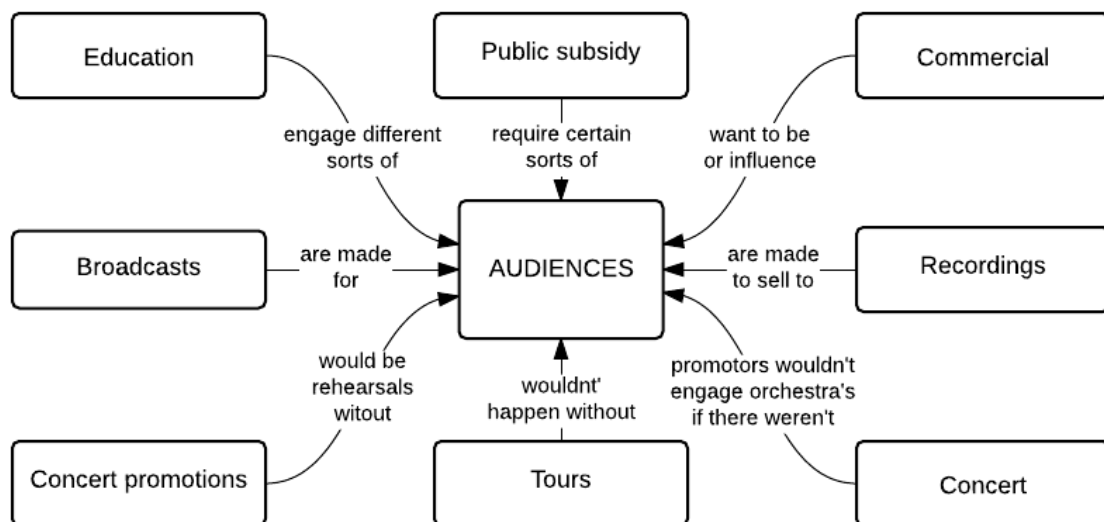 Education
Public subsidy
Commercial
engage different
sorts of
require certain
sorts of
want to be
or influence
Broadcasts
are made
for
AUDIENCES
are made
to sell to
Recordings
would be
rehearsals
witout
wouldnt'
happen without
promotors wouldn't
engage orchestra's
if there weren't
Concert promotions
Tours
Concert